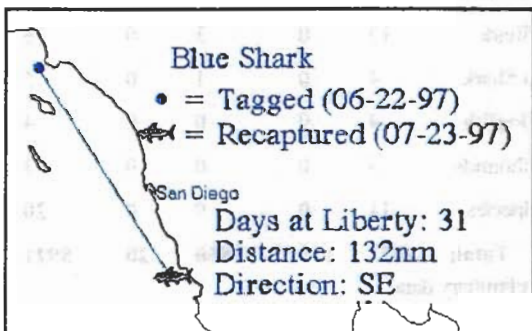 Blue Shark
= Tagged (06-22-97)
= Recaptured (07-23-97)
San Diego
Days at Liberty: 31
Distance: 132nm
Direction: SE